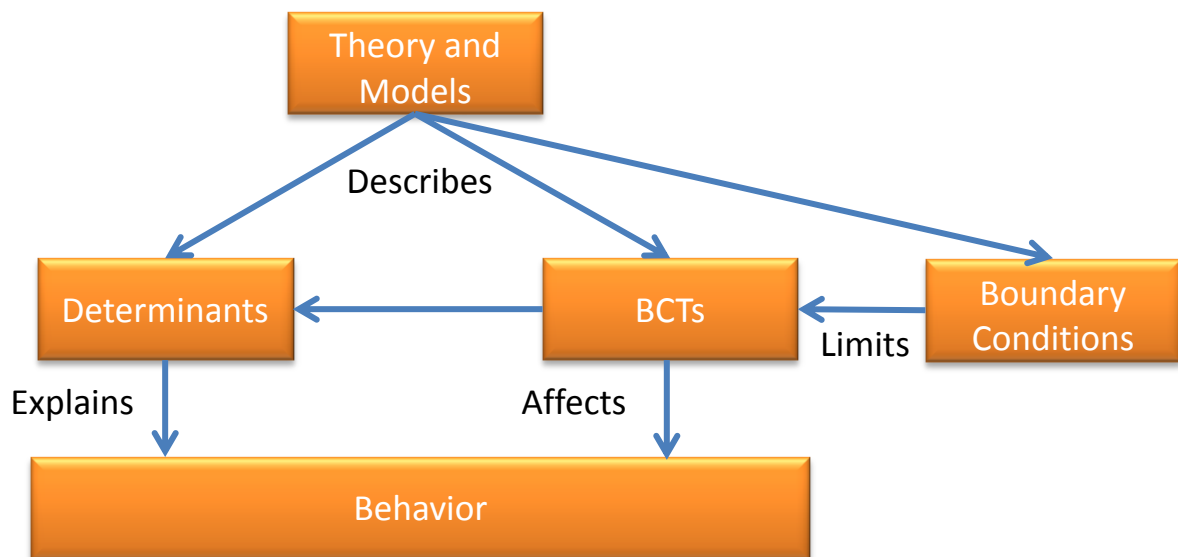 Theory and
Models
Describes
Determinants
BCTs
Boundary
Conditions
Limits
Explains
Affects
Behavior